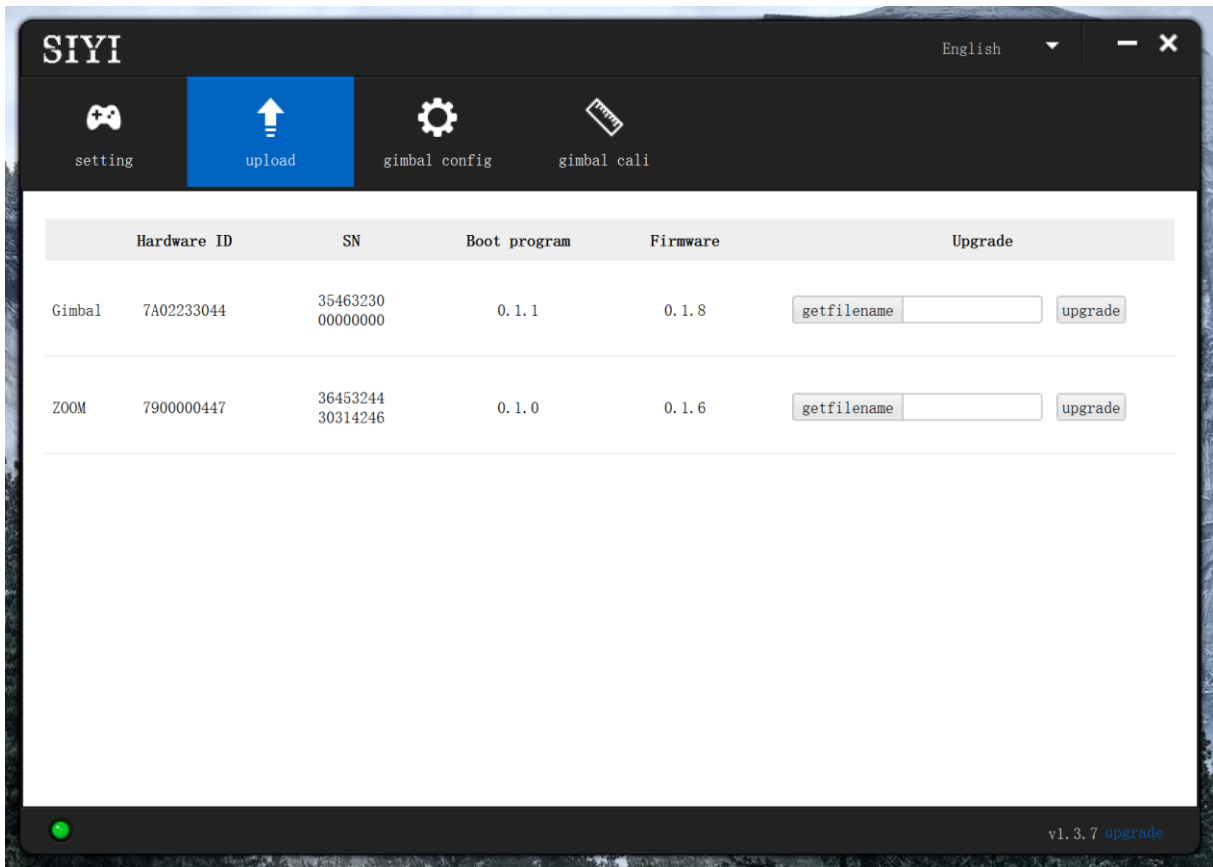 SIYI
English
setting
upload
gimbal config
gimbal cali
Hardware ID SN Boot program Firmware Upgrade
Gimbal 7A02233044 35463230 00000000 0.1.1 0.1.8 getfilename upgrade
ZOOM 7900000447 36453244 30314246 0.1.0 0.1.6 getfilename upgrade
v1.3.7 upgrade